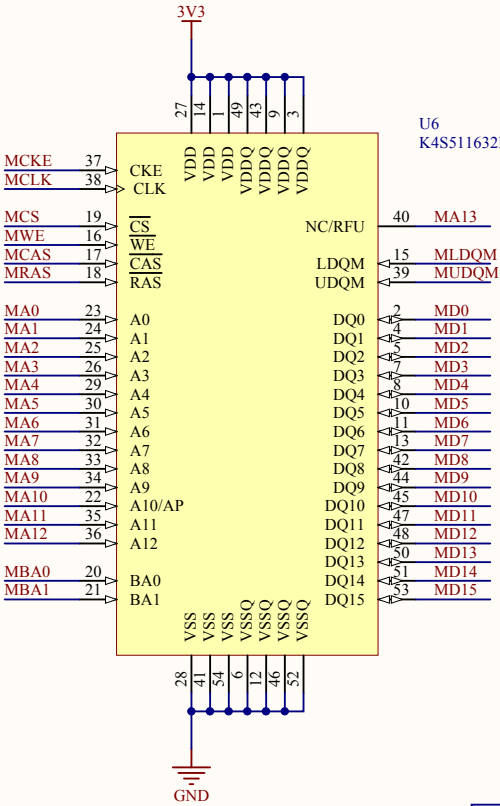 3V3
27 14 1 49 43 9 3
VDD VDD VDD VDDQ VDDQ VDDQ VDDQ
U6
K4S511632
MCKE 37 CKE
MCLK 38 CLK
MCS 19 CS
NC/RFU 40 MA13
MWE 16 WE
MCAS 17 CAS
LDQM 15 MLDQM
MRAS 18 RAS
UDQM 39 MUDQM
MA0 23 A0 DQ0 2 MD0
MA1 24 A1 DQ1 4 MD1
MA2 25 A2 DQ2 5 MD2
MA3 26 A3 DQ3 7 MD3
MA4 29 A4 DQ4 8 MD4
MA5 30 A5 DQ5 10 MD5
MA6 31 A6 DQ6 11 MD6
MA7 32 A7 DQ7 13 MD7
MA8 33 A8 DQ8 42 MD8
MA9 34 A9 DQ9 44 MD9
MA10 22 A10/AP DQ10 45 MD10
MA11 35 A11 DQ11 47 MD11
MA12 36 A12 DQ12 48 MD12
DQ13 50 MD13
MBA0 20 BA0 DQ14 51 MD14
MBA1 21 BA1 DQ15 53 MD15
VSS VSS VSS VSSQ VSSQ VSSQ VSSQ
28 41 54 6 12 46 52
GND